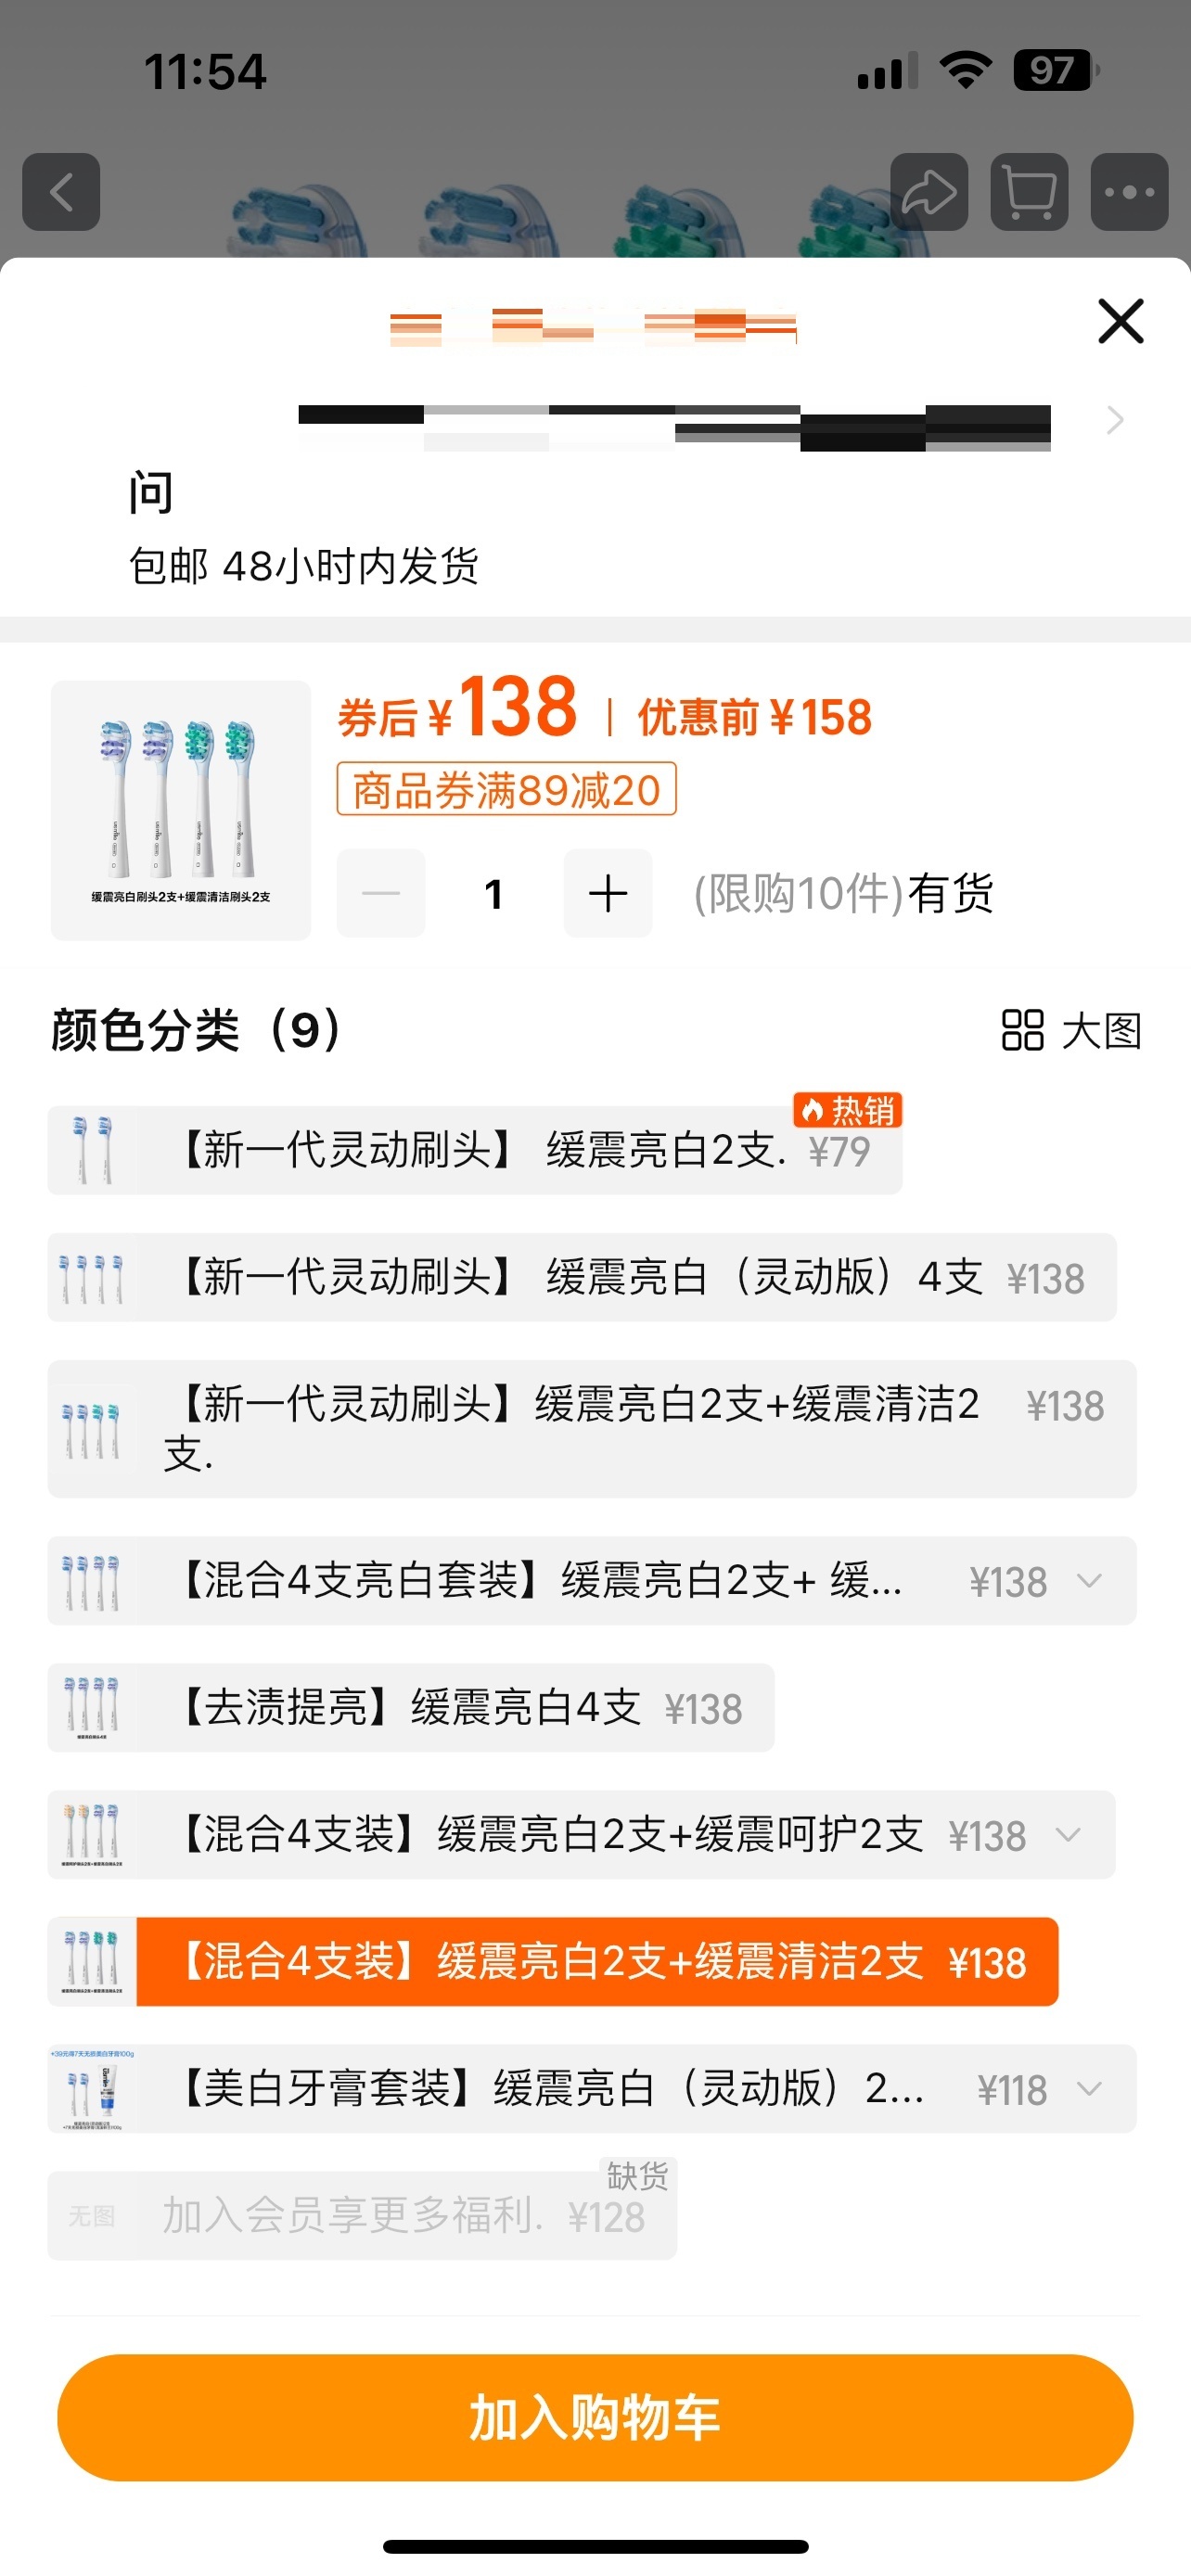 11:54
97
问
包邮 48小时内发货
券后¥138 | 优惠前¥158
商品券满89减20
缓震亮白刷头2支+缓震清洁刷头2支
1
(限购10件)有货
颜色分类（9）
大图
热销
【新一代灵动刷头】 缓震亮白2支. ¥79
【新一代灵动刷头】 缓震亮白（灵动版）4支 ¥138
【新一代灵动刷头】缓震亮白2支+缓震清洁2 ¥138
支.
【混合4支亮白套装】缓震亮白2支+ 缓... ¥138
【去渍提亮】缓震亮白4支 ¥138
【混合4支装】缓震亮白2支+缓震呵护2支 ¥138
【混合4支装】缓震亮白2支+缓震清洁2支 ¥138
【美白牙膏套装】缓震亮白（灵动版）2... ¥118
缺货
无图
加入会员享更多福利. ¥128
加入购物车